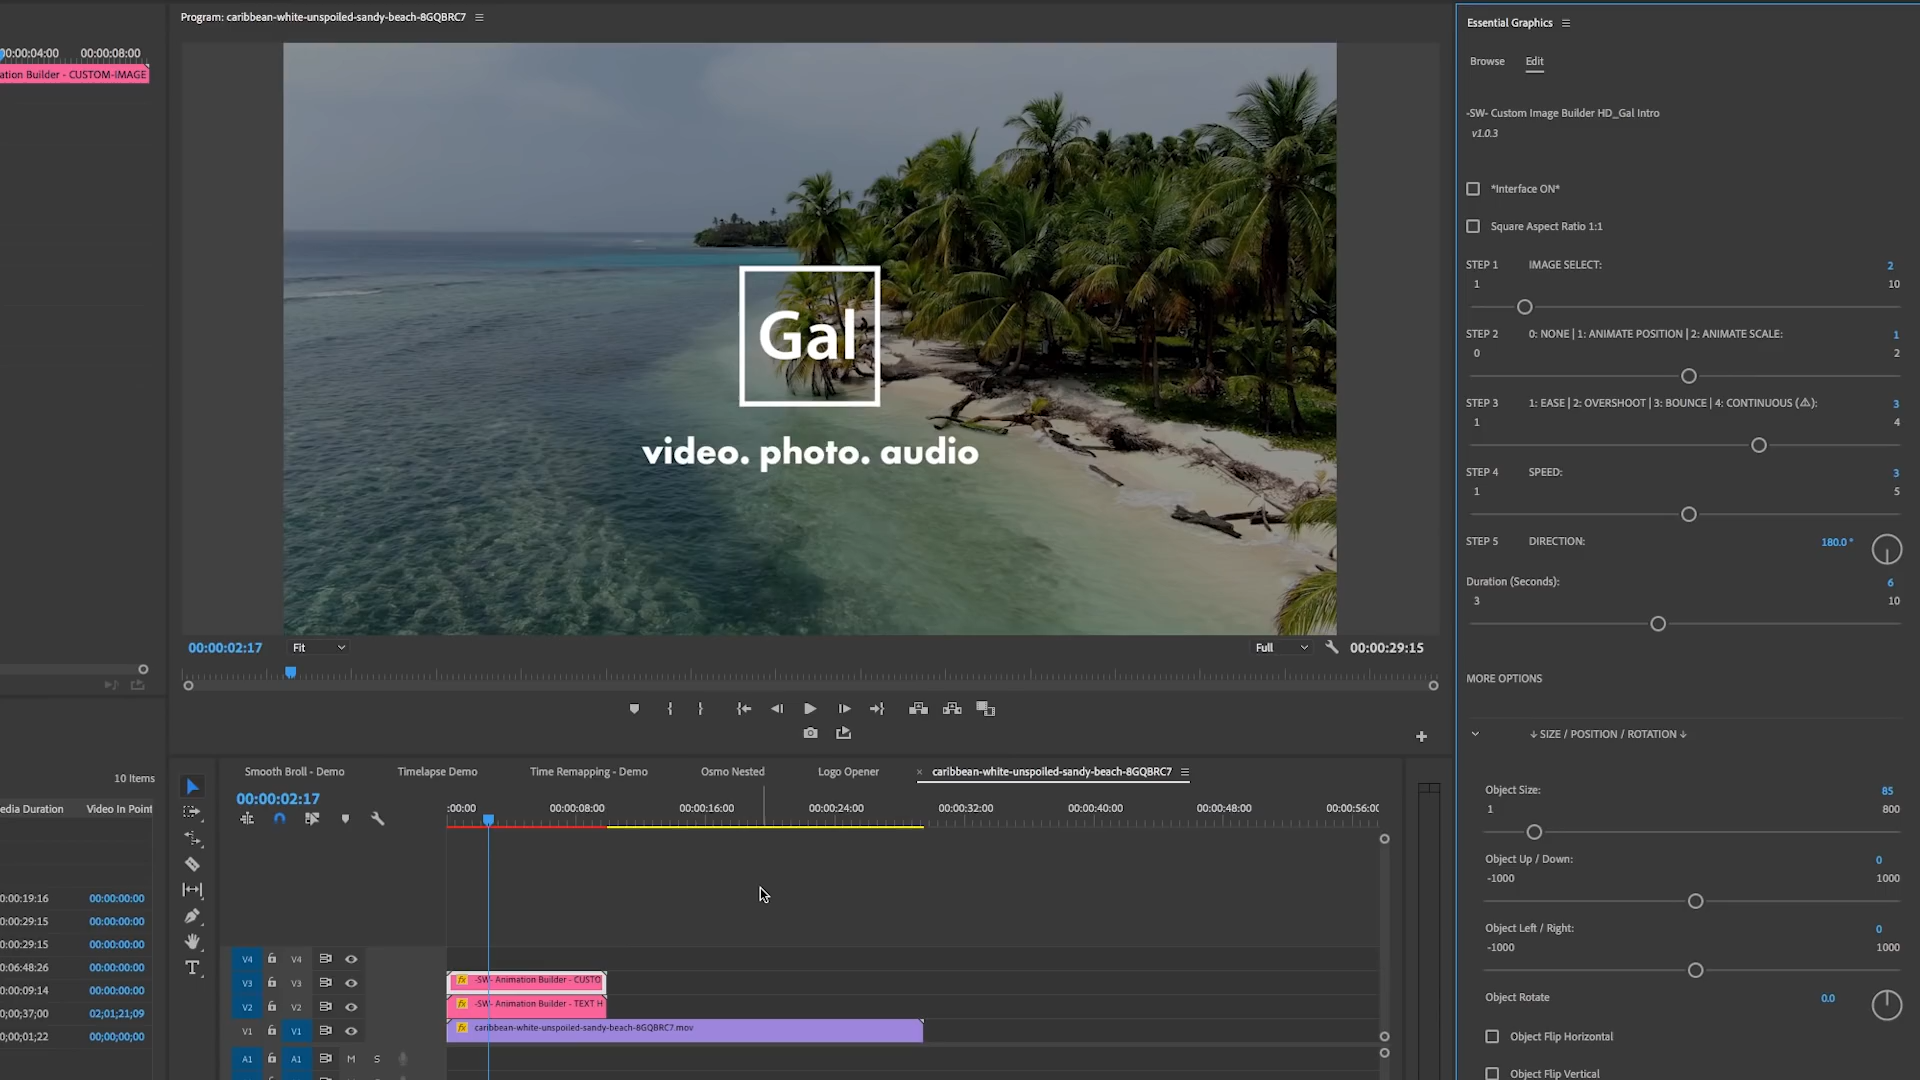 Program: caribbean-white-unspoiled-sandy-beach-8GQBRC7
00:00:04:00 00:00:08:00
ation Builder - CUSTOM-IMAGE
Gal
video. photo. audio
00:00:02:17 Fit Full 00:00:29:15
Essential Graphics
Browse Edit
-SW- Custom Image Builder HD_Gal Intro
v1.0.3
*Interface ON*
Square Aspect Ratio 1:1
STEP 1 IMAGE SELECT: 2
1 10
STEP 2 0: NONE | 1: ANIMATE POSITION | 2: ANIMATE SCALE: 1
0 2
STEP 3 1: EASE | 2: OVERSHOOT | 3: BOUNCE | 4: CONTINUOUS (⚠): 3
1 4
STEP 4 SPEED: 3
1 5
STEP 5 DIRECTION: 180.0 °
Duration (Seconds): 6
3 10
MORE OPTIONS
↓ SIZE / POSITION / ROTATION ↓
Object Size: 85
1 800
Object Up / Down: 0
-1000 1000
Object Left / Right: 0
-1000 1000
Object Rotate 0.0
Object Flip Horizontal
Object Flip Vertical
10 Items
edia Duration Video In Point
0:00:19:16 00:00:00:00
0:00:29:15 00:00:00:00
0:00:29:15 00:00:00:00
0:06:48:26 00:00:00:00
0:00:09:14 00:00:00:00
0;00;37;00 02;01;21;09
0;00;01;22 00;00;00;00
Smooth Broll - Demo Timelapse Demo Time Remapping - Demo Osmo Nested Logo Opener × caribbean-white-unspoiled-sandy-beach-8GQBRC7
00:00:02:17
:00:00 00:00:08:00 00:00:16:00 00:00:24:00 00:00:32:00 00:00:40:00 00:00:48:00 00:00:56:0
V4 V4
V3 V3 fx -SW- Animation Builder - CUSTO
V2 V2 fx -SW- Animation Builder - TEXT H
V1 V1 fx caribbean-white-unspoiled-sandy-beach-8GQBRC7.mov
A1 A1 M S